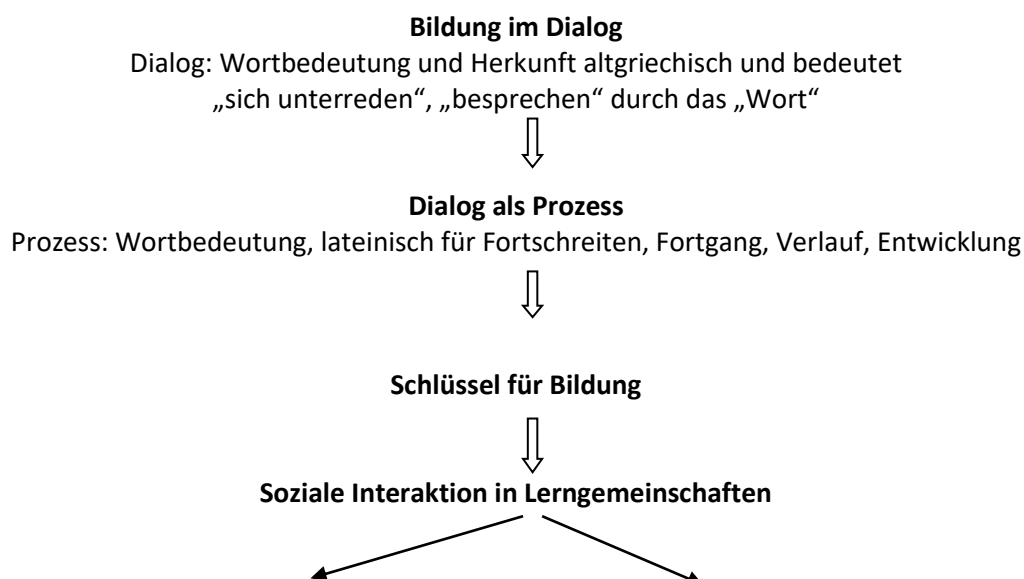 Bildung im Dialog
Dialog: Wortbedeutung und Herkunft altgriechisch und bedeutet
„sich unterreden“, „besprechen“ durch das „Wort“
Dialog als Prozess
Prozess: Wortbedeutung, lateinisch für Fortschreiten, Fortgang, Verlauf, Entwicklung
Schlüssel für Bildung
Soziale Interaktion in Lerngemeinschaften